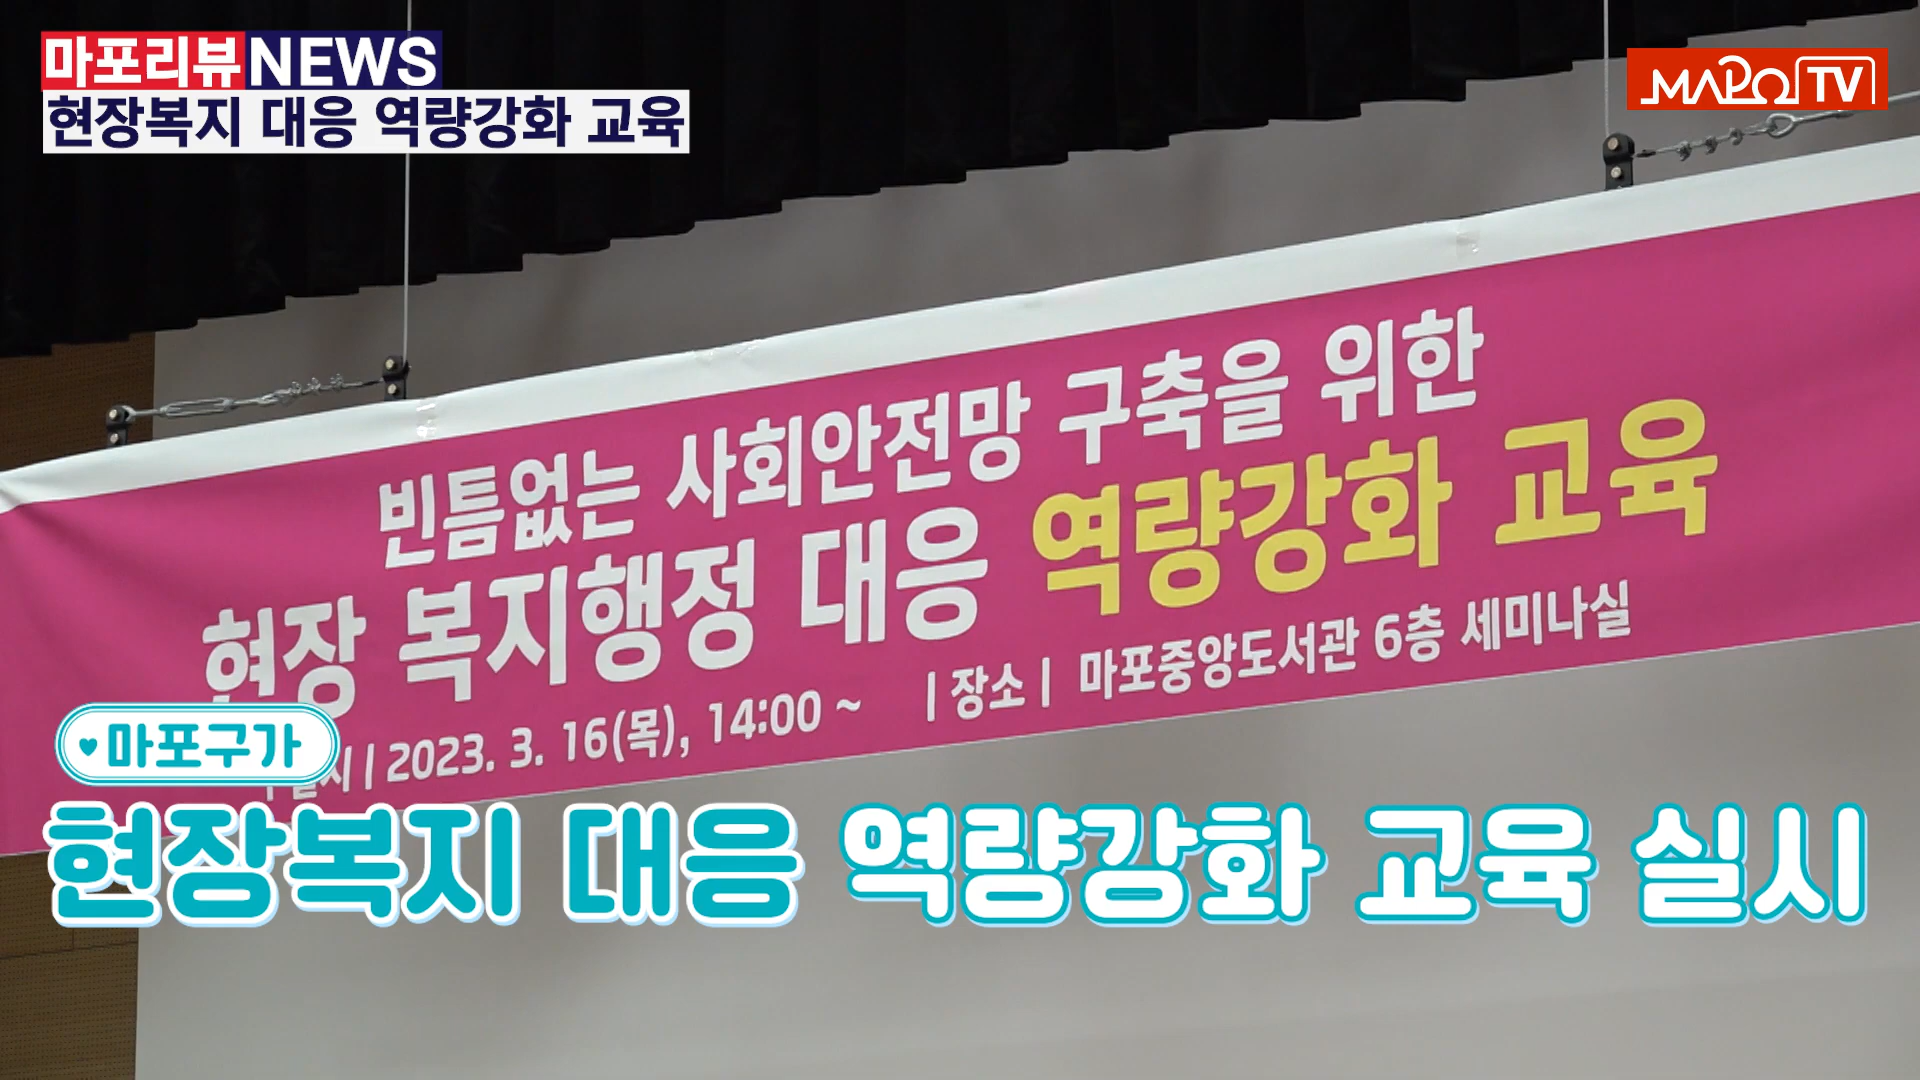 마포리뷰NEWS
현장복지 대응 역량강화 교육
MAPO TV
빈틈없는 사회안전망 구축을 위한
현장 복지행정 대응 역량강화 교육
| 2023. 3. 16(목), 14:00 ~ | 장소 | 마포중앙도서관 6층 세미나실
마포구가
현장복지 대응 역량강화 교육 실시